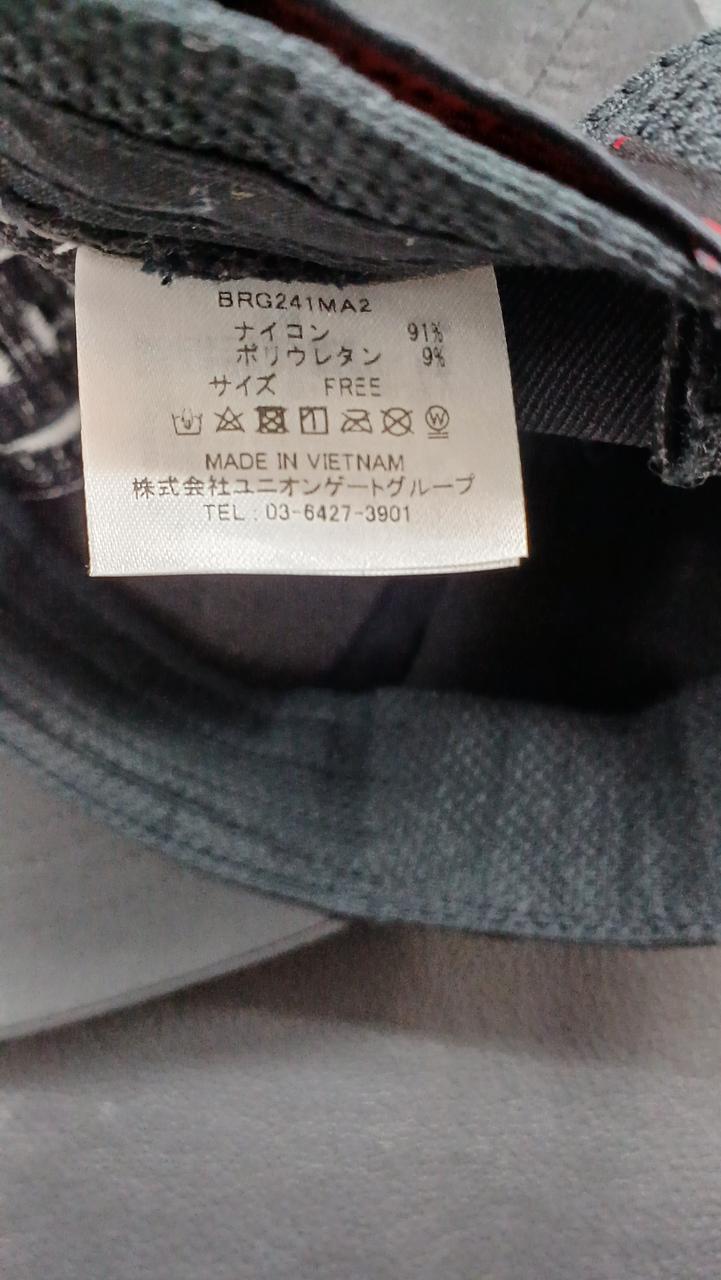 BRG241MA2
ナイロン 91%
ポリウレタン 9%
サイズ FREE
MADE IN VIETNAM
株式会社ユニオンゲートグループ
TEL : 03-6427-3901